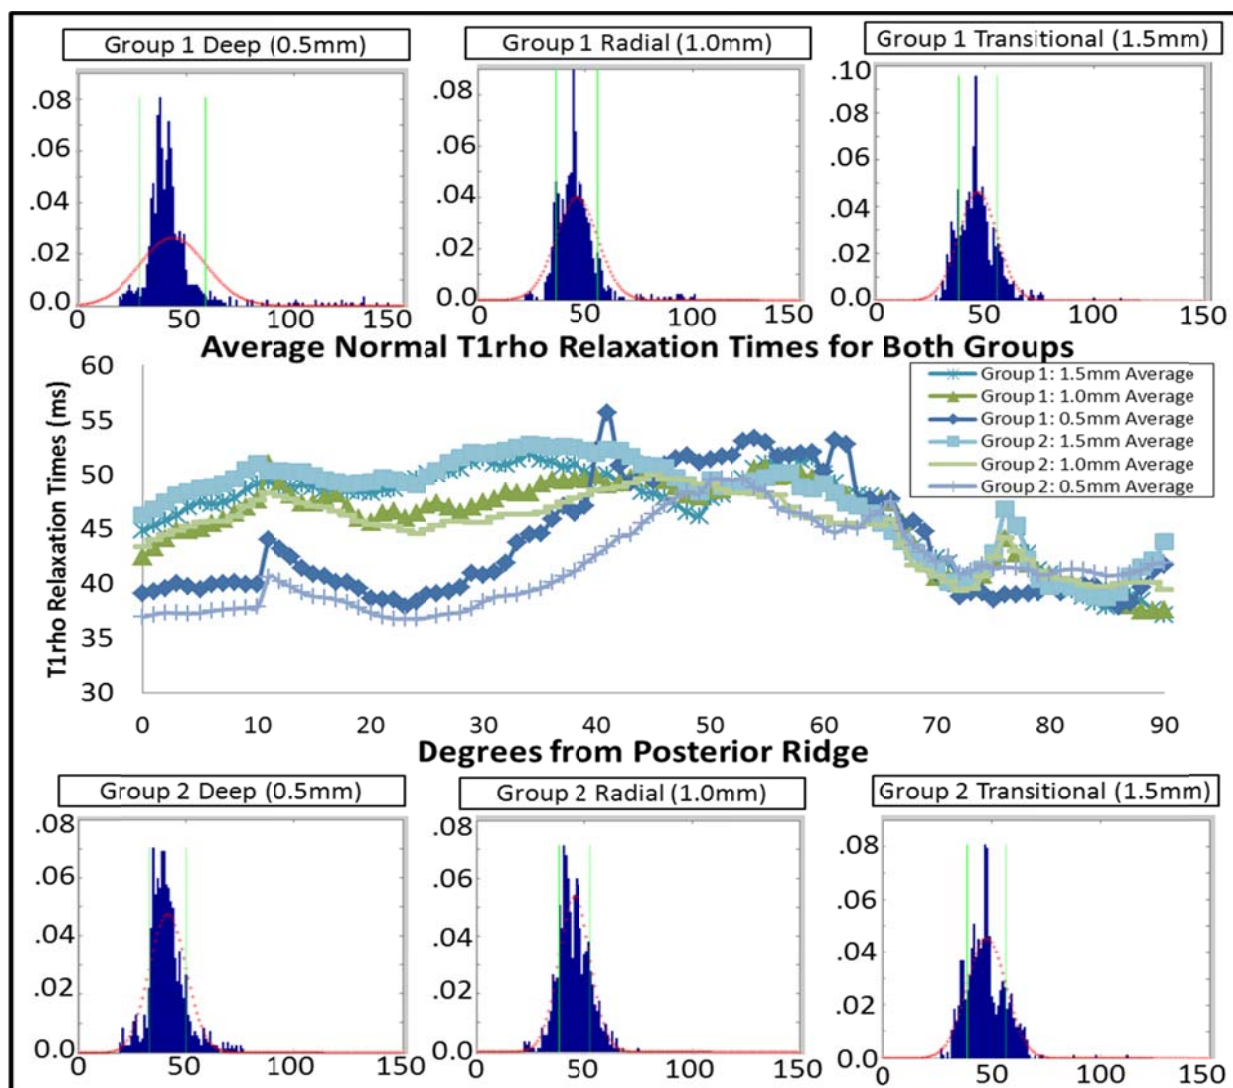 Group 1 Deep (0.5mm)
Group 1 Radial (1.0mm)
Group 1 Transitional (1.5mm)
.08
.06
.04
.02
0.0
0 50 100 150
.08
.06
.04
.02
0.0
0 50 100 150
.10
.08
.06
.04
.02
0.0
0 50 100 150
Average Normal T1rho Relaxation Times for Both Groups
T1rho Relaxation Times (ms)
60
55
50
45
40
35
30
Group 1: 1.5mm Average
Group 1: 1.0mm Average
Group 1: 0.5mm Average
Group 2: 1.5mm Average
Group 2: 1.0mm Average
Group 2: 0.5mm Average
0 10 20 30 40 50 60 70 80 90
Degrees from Posterior Ridge
Group 2 Deep (0.5mm)
Group 2 Radial (1.0mm)
Group 2 Transitional (1.5mm)
.08
.06
.04
.02
0.0
0 50 100 150
.08
.06
.04
.02
0.0
0 50 100 150
.08
.06
.04
.02
0.0
0 50 100 150